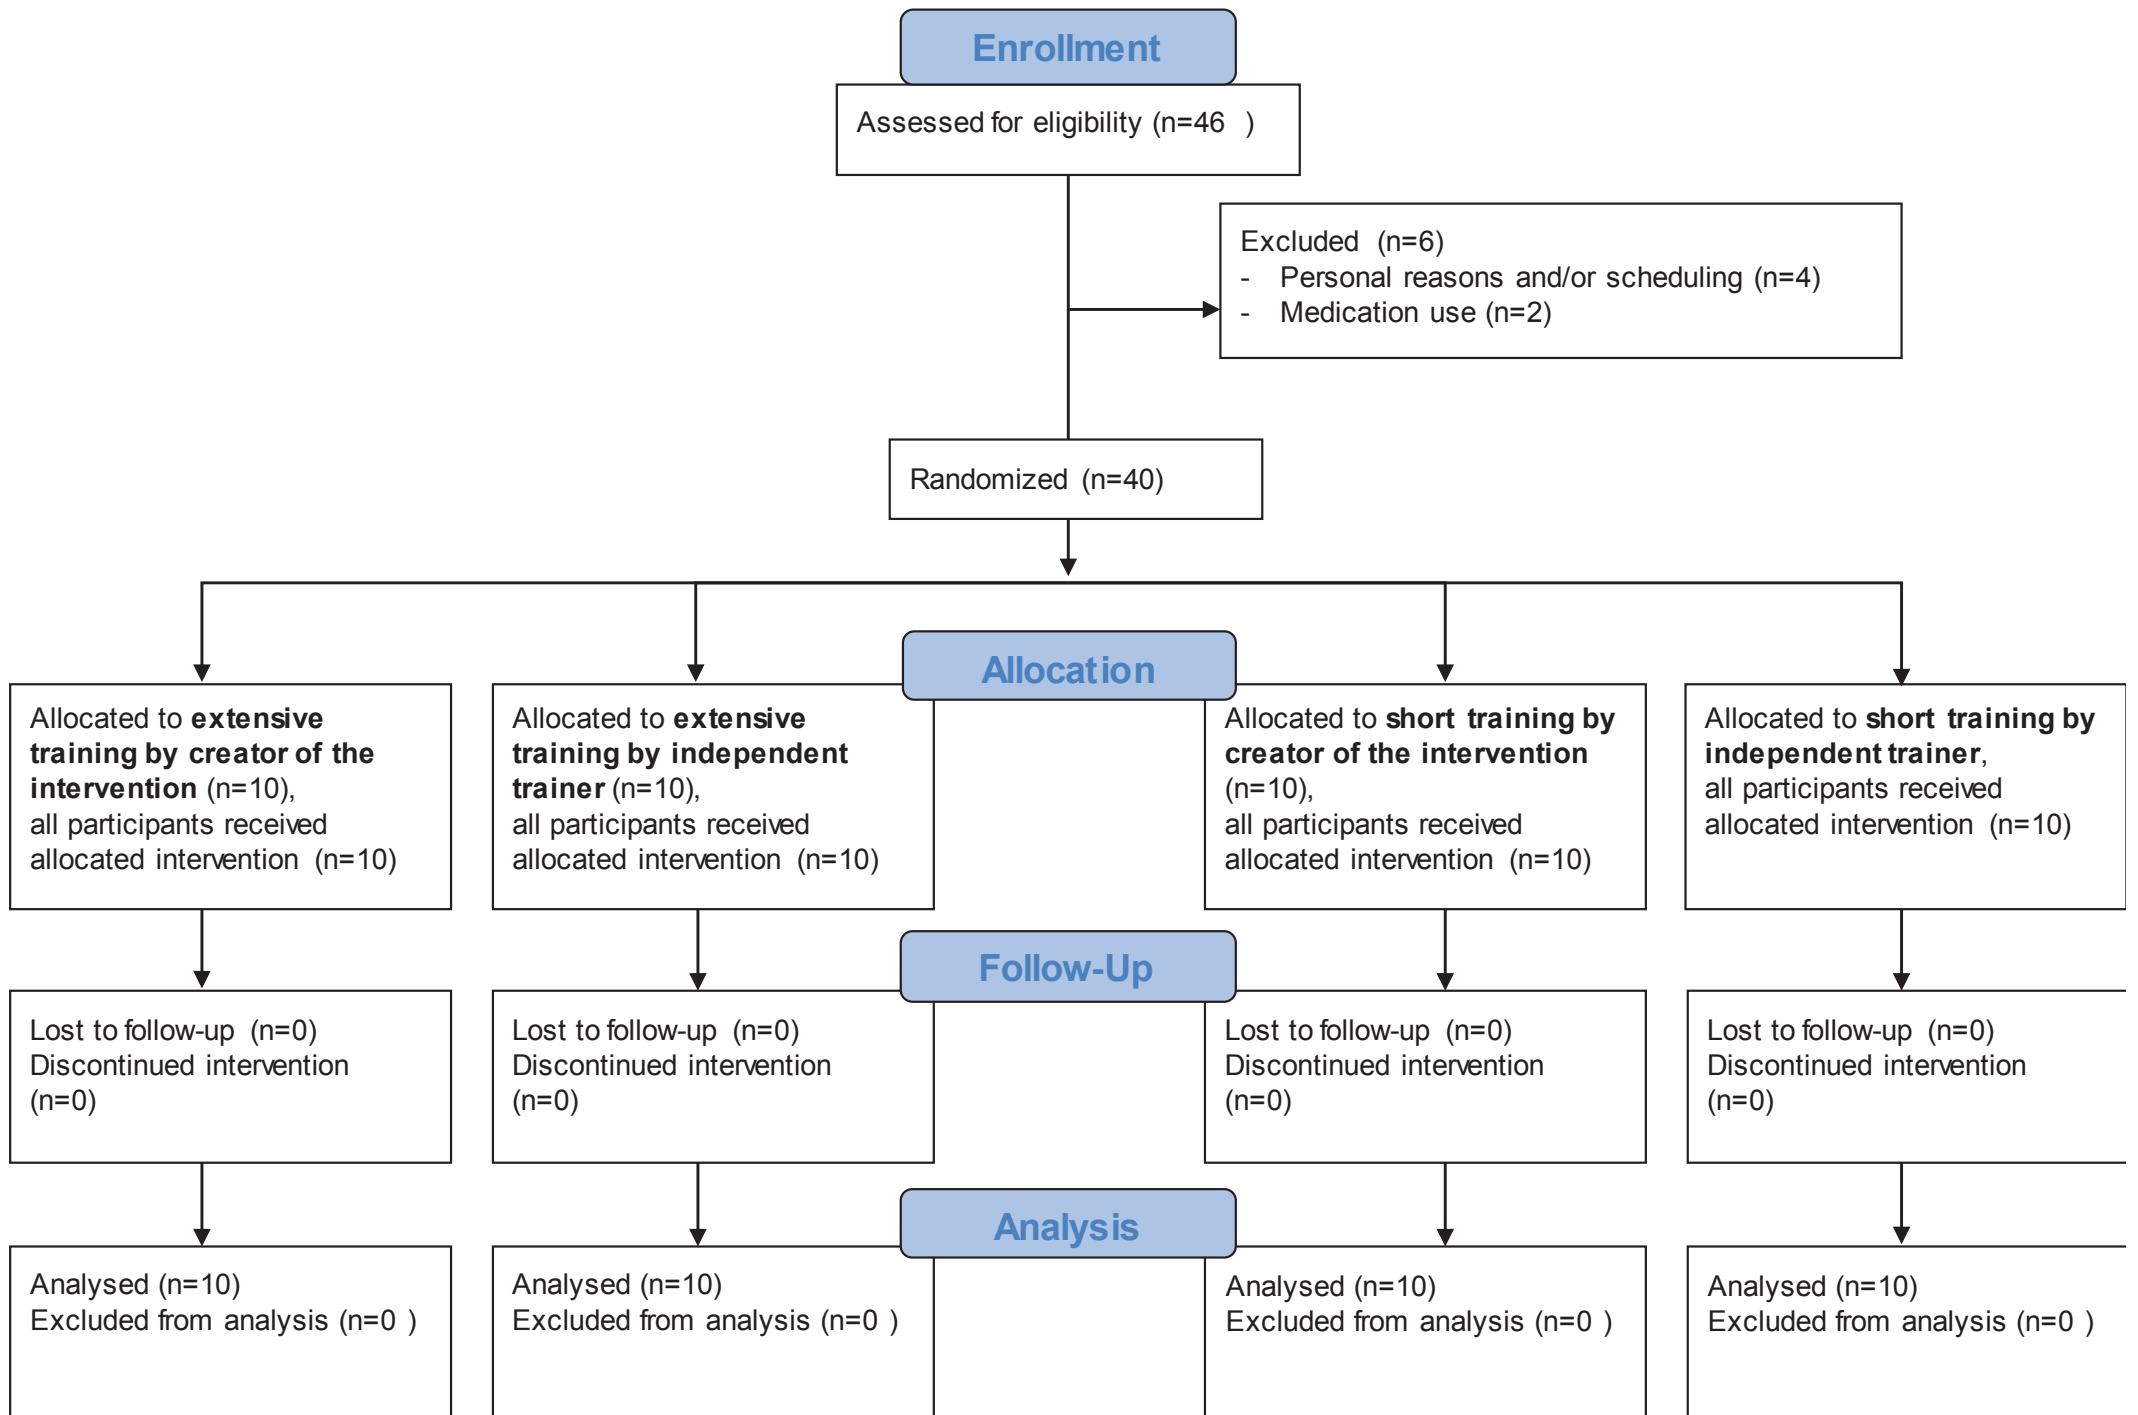 Enrollment
Assessed for eligibility (n=46 )
Excluded (n=6)
- Personal reasons and/or scheduling (n=4)
- Medication use (n=2)
Randomized (n=40)
Allocation
Allocated to extensive
training by creator of the
intervention (n=10),
all participants received
allocated intervention (n=10)
Allocated to extensive
training by independent
trainer (n=10),
all participants received
allocated intervention (n=10)
Allocated to short training by
creator of the intervention
(n=10),
all participants received
allocated intervention (n=10)
Allocated to short training by
independent trainer,
all participants received
allocated intervention (n=10)
Follow-Up
Lost to follow-up (n=0)
Discontinued intervention
(n=0)
Lost to follow-up (n=0)
Discontinued intervention
(n=0)
Lost to follow-up (n=0)
Discontinued intervention
(n=0)
Lost to follow-up (n=0)
Discontinued intervention
(n=0)
Analysis
Analysed (n=10)
Excluded from analysis (n=0 )
Analysed (n=10)
Excluded from analysis (n=0 )
Analysed (n=10)
Excluded from analysis (n=0 )
Analysed (n=10)
Excluded from analysis (n=0 )